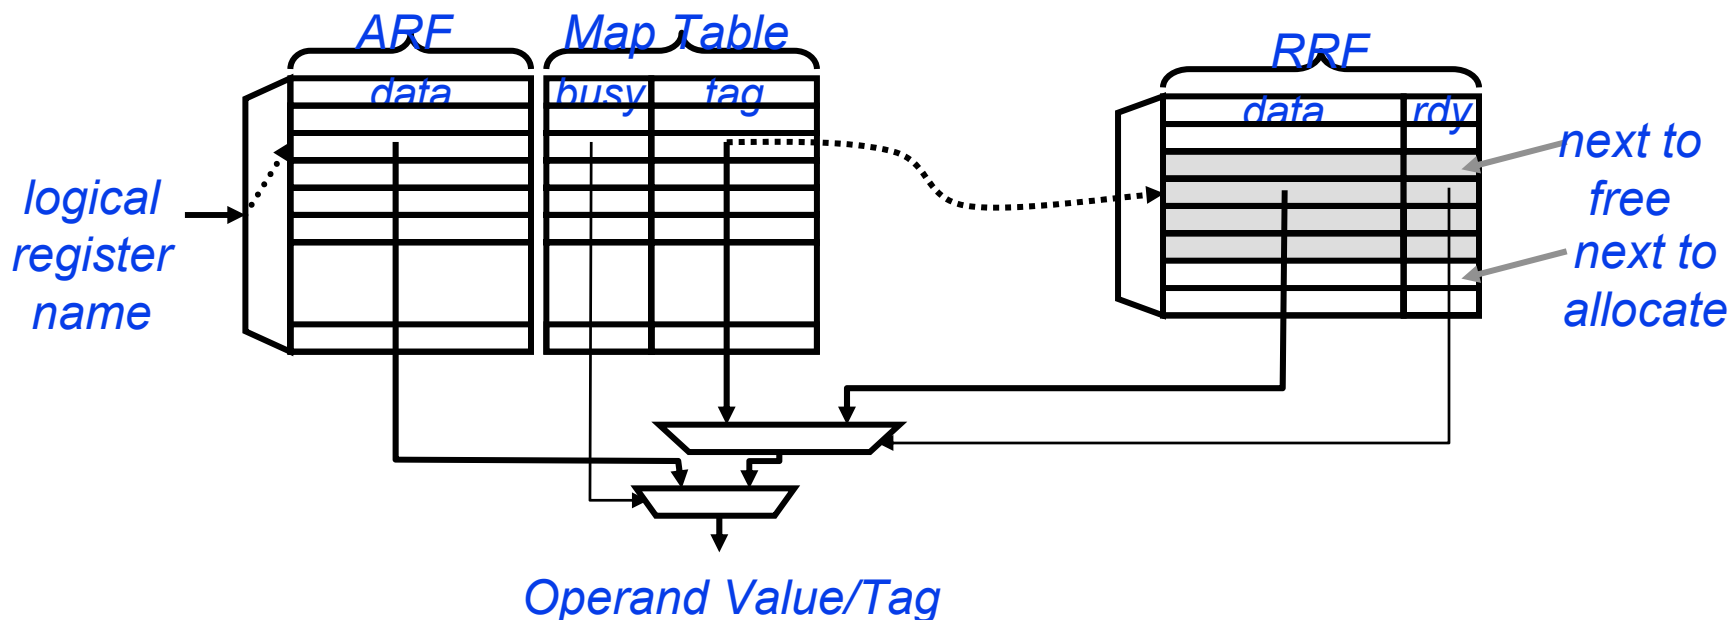 ARF
Map Table
RRF
data
busy
tag
data
rdy
next to
free
next to
allocate
logical
register
name
Operand Value/Tag